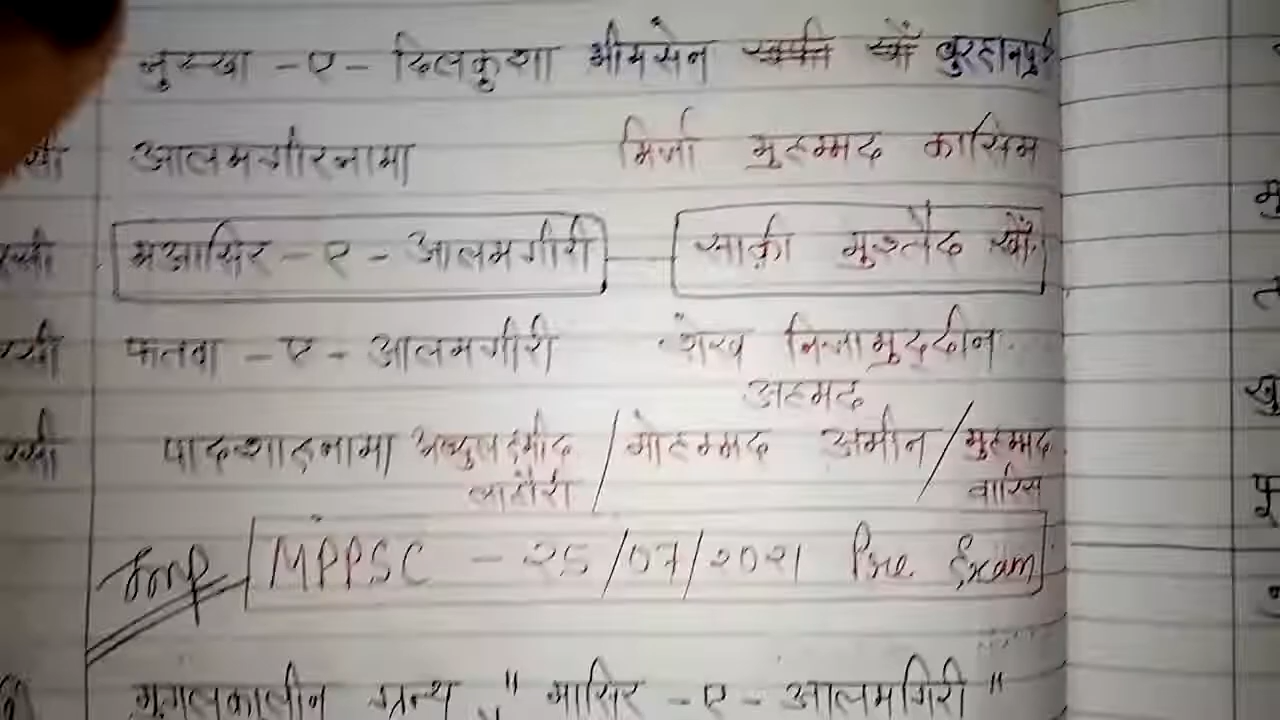 नुस्खा - ए - दिलकुशा भीमसेन बुरहानपुरी
आलमगीरनामा मिर्जा मुहम्मद कासिम
मआसिर - ए - आलमगीरी साक़ी मुस्तैद खाँ
फतवा - ए - आलमगीरी शेख निजामुद्दीन
अहमद
पादशाहनामा अब्दुल हमीद / मोहम्मद अमीन / मुहम्मद
लाहौरी वारिस
Imp MPPSC - 25/07/2021 Pre Exam
मुगलकालीन ग्रन्थ " मासिर - ए - आलमगिरी "